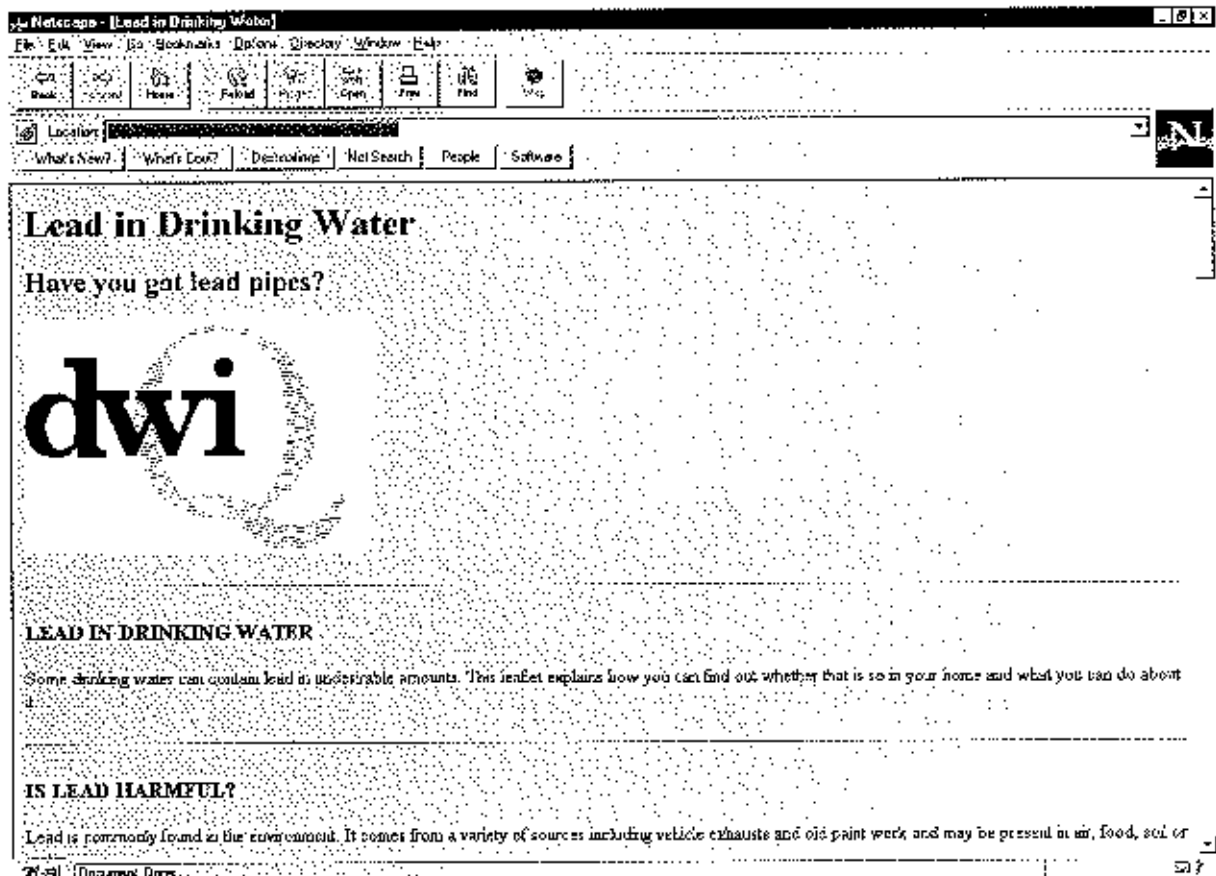 Netscape - [Lead in Drinking Water]
File Edit View Go Bookmarks Options Directory Window Help
Back Forward Home Reload Images Open Print Find Stop
Location:
What's New? What's Cool? Destinations Net Search People Software
Lead in Drinking Water
Have you got lead pipes?
dwi
LEAD IN DRINKING WATER
Some drinking water can contain lead in undesirable amounts. This leaflet explains how you can find out whether that is so in your home and what you can do about
it.
IS LEAD HARMFUL?
Lead is commonly found in the environment. It comes from a variety of sources including vehicle exhausts and old paint work and may be present in air, food, soil or
Document: Done